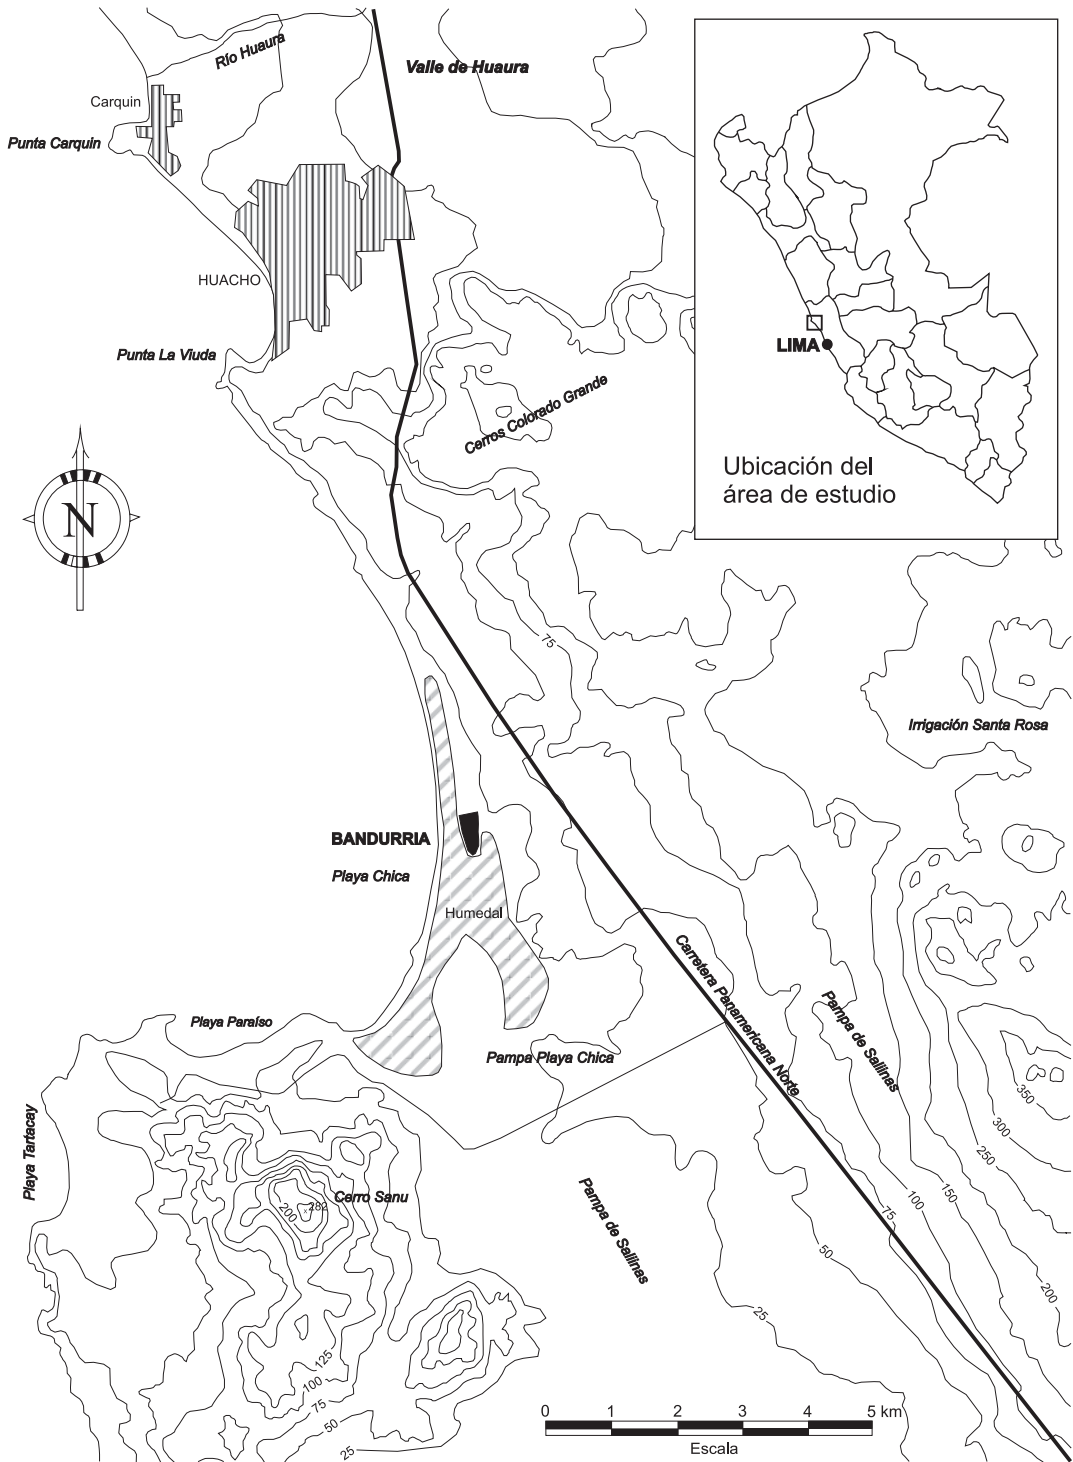 Río Huaura
Valle de Huaura
Carquin
Punta Carquin
HUACHO
Punta La Viuda
LIMA
Ubicación del
área de estudio
Cerros Colorado Grande
N
75
Irrigación Santa Rosa
BANDURRIA
Playa Chica
Humedal
Carretera Panamericana Norte
Pampa de Sallinas
Playa Paraíso
Pampa Playa Chica
350
300
250
Playa Tartacay
Cerro Sanu
200
282
Pampa de Sallinas
150
100
75
50
200
25
125
100
75
50
25
0 1 2 3 4 5 km
Escala